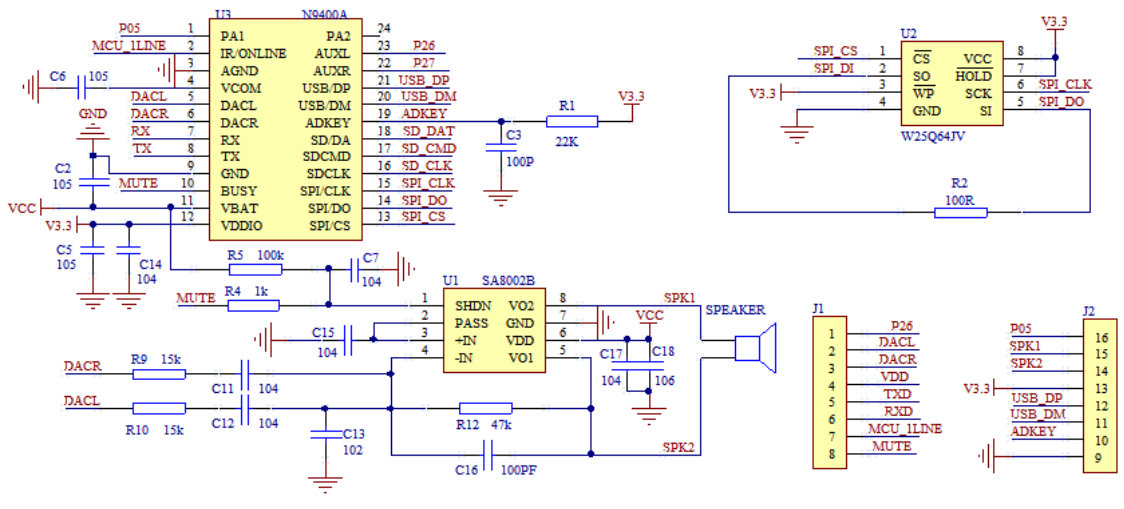 U3 N9400A
P05 1 PA1 PA2 24
MCU_1LINE 2 IR/ONLINE AUXL 23 P26
3 AGND AUXR 22 P27
C6 105 4 VCOM USB/DP 21 USB_DP
DACL 5 DACL USB/DM 20 USB_DM
DACR 6 DACR ADKEY 19 ADKEY
RX 7 RX SD/DA 18 SD_DAT
TX 8 TX SDCMD 17 SD_CMD
9 GND SDCLK 16 SD_CLK
MUTE 10 BUSY SPI/CLK 15 SPI_CLK
VCC 11 VBAT SPI/DO 14 SPI_DO
V3.3 12 VDDIO SPI/CS 13 SPI_CS
GND
C2
105
C5
105
C14
104
R1
22K
V3.3
C3
100P
U2
SPI_CS 1 CS VCC 8 V3.3
SPI_DI 2 SO HOLD 7
V3.3 3 WP SCK 6 SPI_CLK
4 GND SI 5 SPI_DO
W25Q64JV
R2
100R
R5 100k
C7
104
MUTE R4 1k
U1 SA8002B
1 SHDN VO2 8 SPK1
2 PASS GND 7
3 +IN VDD 6 VCC
4 -IN VO1 5
C15
104
SPEAKER
C17
104
C18
106
DACR R9 15k
C11 104
DACL R10 15k
C12 104
C13
102
R12 47k
C16 100PF
SPK2
J1
1 P26
2 DACL
3 DACR
4 VDD
5 TXD
6 RXD
7 MCU_1LINE
8 MUTE
J2
P05 16
SPK1 15
SPK2 14
V3.3 13
USB_DP 12
USB_DM 11
ADKEY 10
9